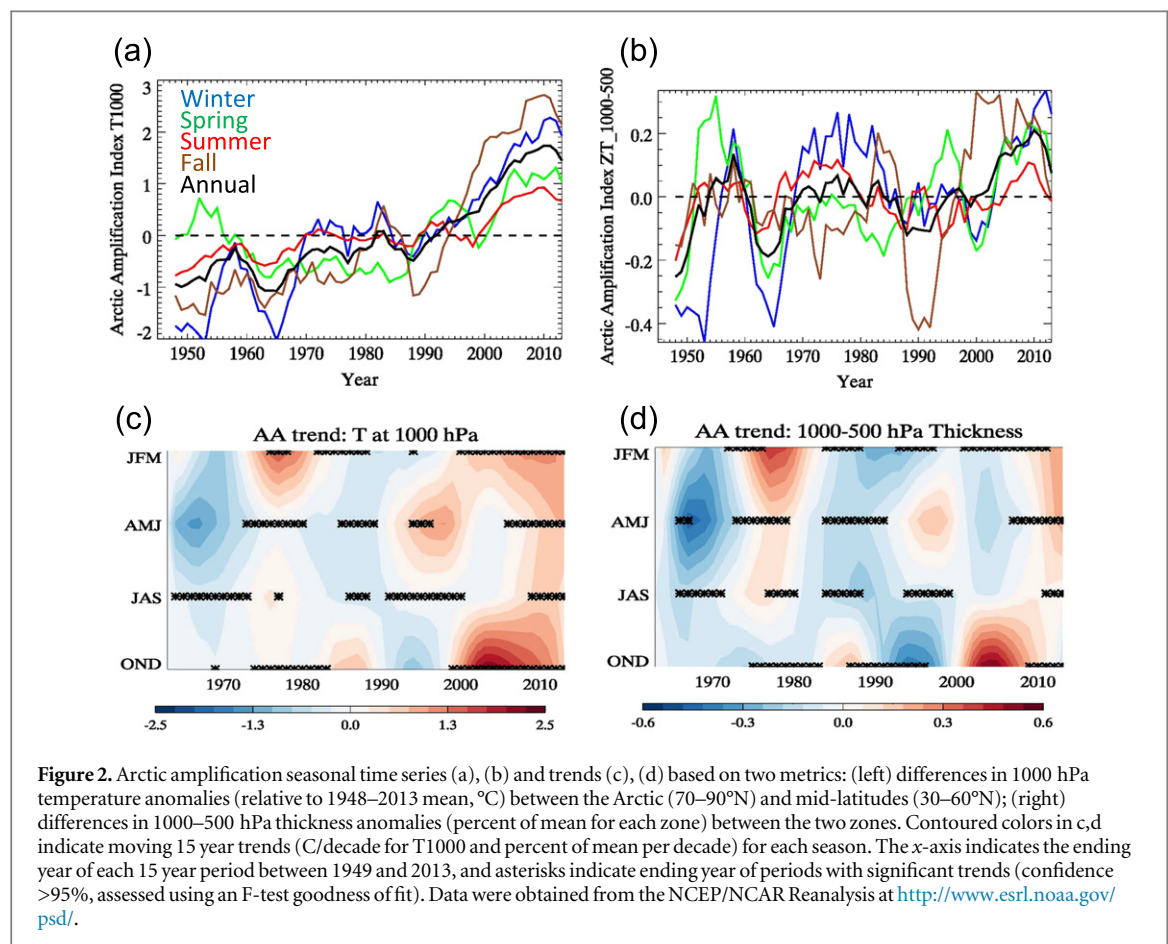 (a)
Arctic Amplification Index T1000
3
2
1
0
-1
-2
Winter
Spring
Summer
Fall
Annual
1950 1960 1970 1980 1990 2000 2010
Year
(b)
Arctic Amplification Index ZT_1000-500
0.2
0.0
-0.2
-0.4
1950 1960 1970 1980 1990 2000 2010
Year
(c)
AA trend: T at 1000 hPa
JFM
AMJ
JAS
OND
1970 1980 1990 2000 2010
-2.5 -1.3 0.0 1.3 2.5
(d)
AA trend: 1000-500 hPa Thickness
JFM
AMJ
JAS
OND
1970 1980 1990 2000 2010
-0.6 -0.3 0.0 0.3 0.6
Figure 2. Arctic amplification seasonal time series (a), (b) and trends (c), (d) based on two metrics: (left) differences in 1000 hPa
temperature anomalies (relative to 1948–2013 mean, °C) between the Arctic (70–90°N) and mid-latitudes (30–60°N); (right)
differences in 1000–500 hPa thickness anomalies (percent of mean for each zone) between the two zones. Contoured colors in c,d
indicate moving 15 year trends (C/decade for T1000 and percent of mean per decade) for each season. The x-axis indicates the ending
year of each 15 year period between 1949 and 2013, and asterisks indicate ending year of periods with significant trends (confidence
>95%, assessed using an F-test goodness of fit). Data were obtained from the NCEP/NCAR Reanalysis at http://www.esrl.noaa.gov/
psd/.